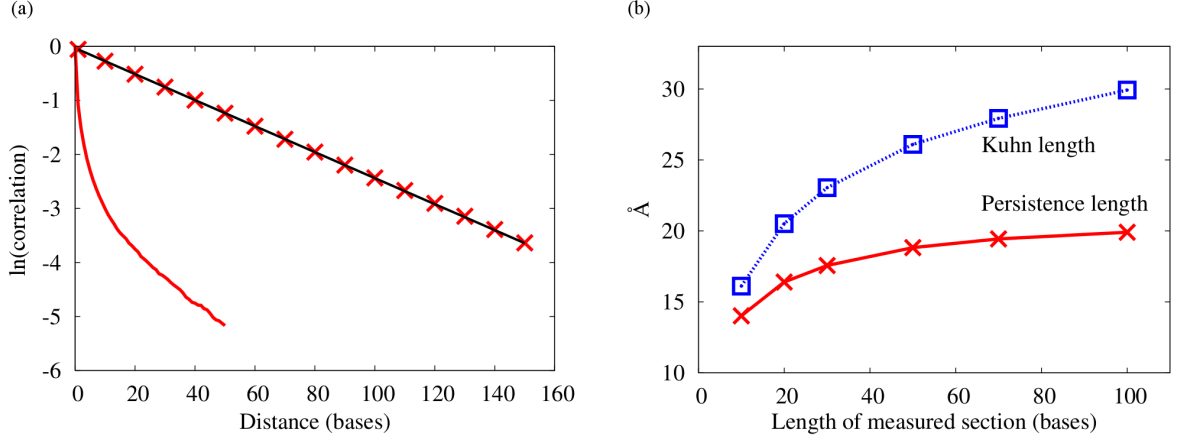 (a)
0
-1
-2
-3
-4
-5
-6
ln(correlation)
0 20 40 60 80 100 120 140 160
Distance (bases)
(b)
30
25
20
15
10
Å
Kuhn length
Persistence length
0 20 40 60 80 100
Length of measured section (bases)